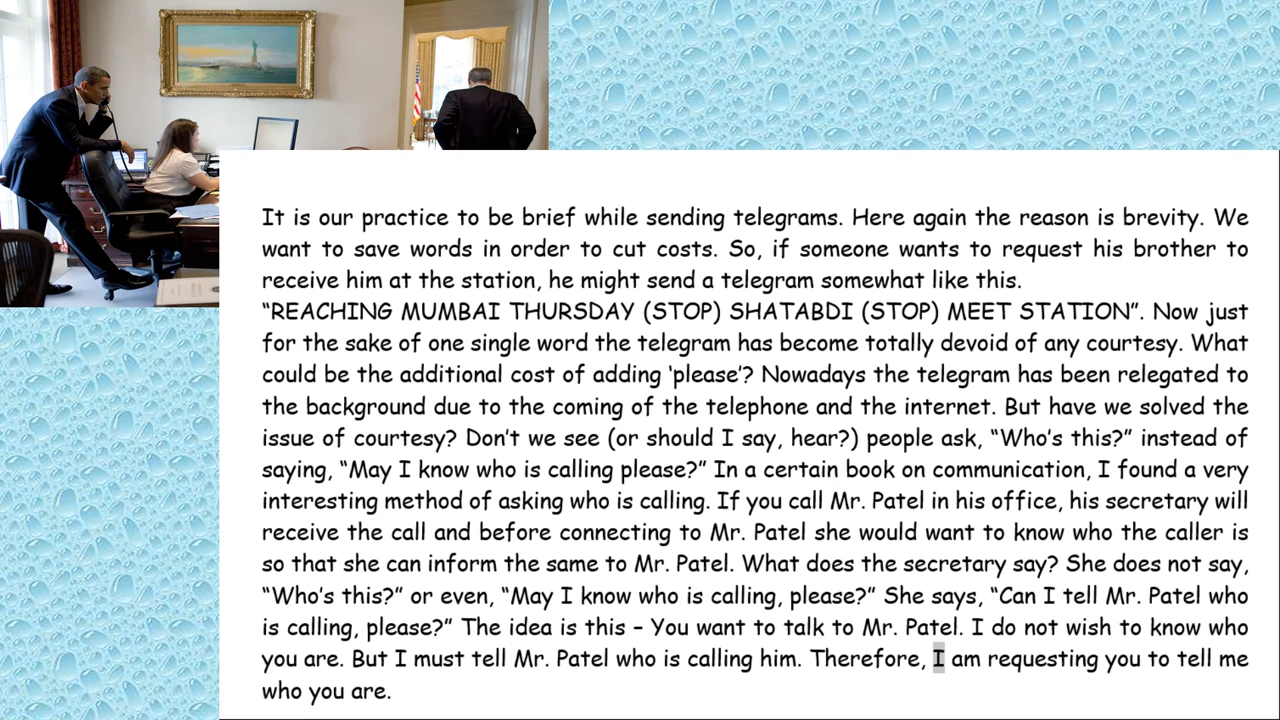 It is our practice to be brief while sending telegrams. Here again the reason is brevity. We
want to save words in order to cut costs. So, if someone wants to request his brother to
receive him at the station, he might send a telegram somewhat like this.
“REACHING MUMBAI THURSDAY (STOP) SHATABDI (STOP) MEET STATION”. Now just
for the sake of one single word the telegram has become totally devoid of any courtesy. What
could be the additional cost of adding ‘please’? Nowadays the telegram has been relegated to
the background due to the coming of the telephone and the internet. But have we solved the
issue of courtesy? Don’t we see (or should I say, hear?) people ask, “Who’s this?” instead of
saying, “May I know who is calling please?” In a certain book on communication, I found a very
interesting method of asking who is calling. If you call Mr. Patel in his office, his secretary will
receive the call and before connecting to Mr. Patel she would want to know who the caller is
so that she can inform the same to Mr. Patel. What does the secretary say? She does not say,
“Who’s this?” or even, “May I know who is calling, please?” She says, “Can I tell Mr. Patel who
is calling, please?” The idea is this – You want to talk to Mr. Patel. I do not wish to know who
you are. But I must tell Mr. Patel who is calling him. Therefore, I am requesting you to tell me
who you are.